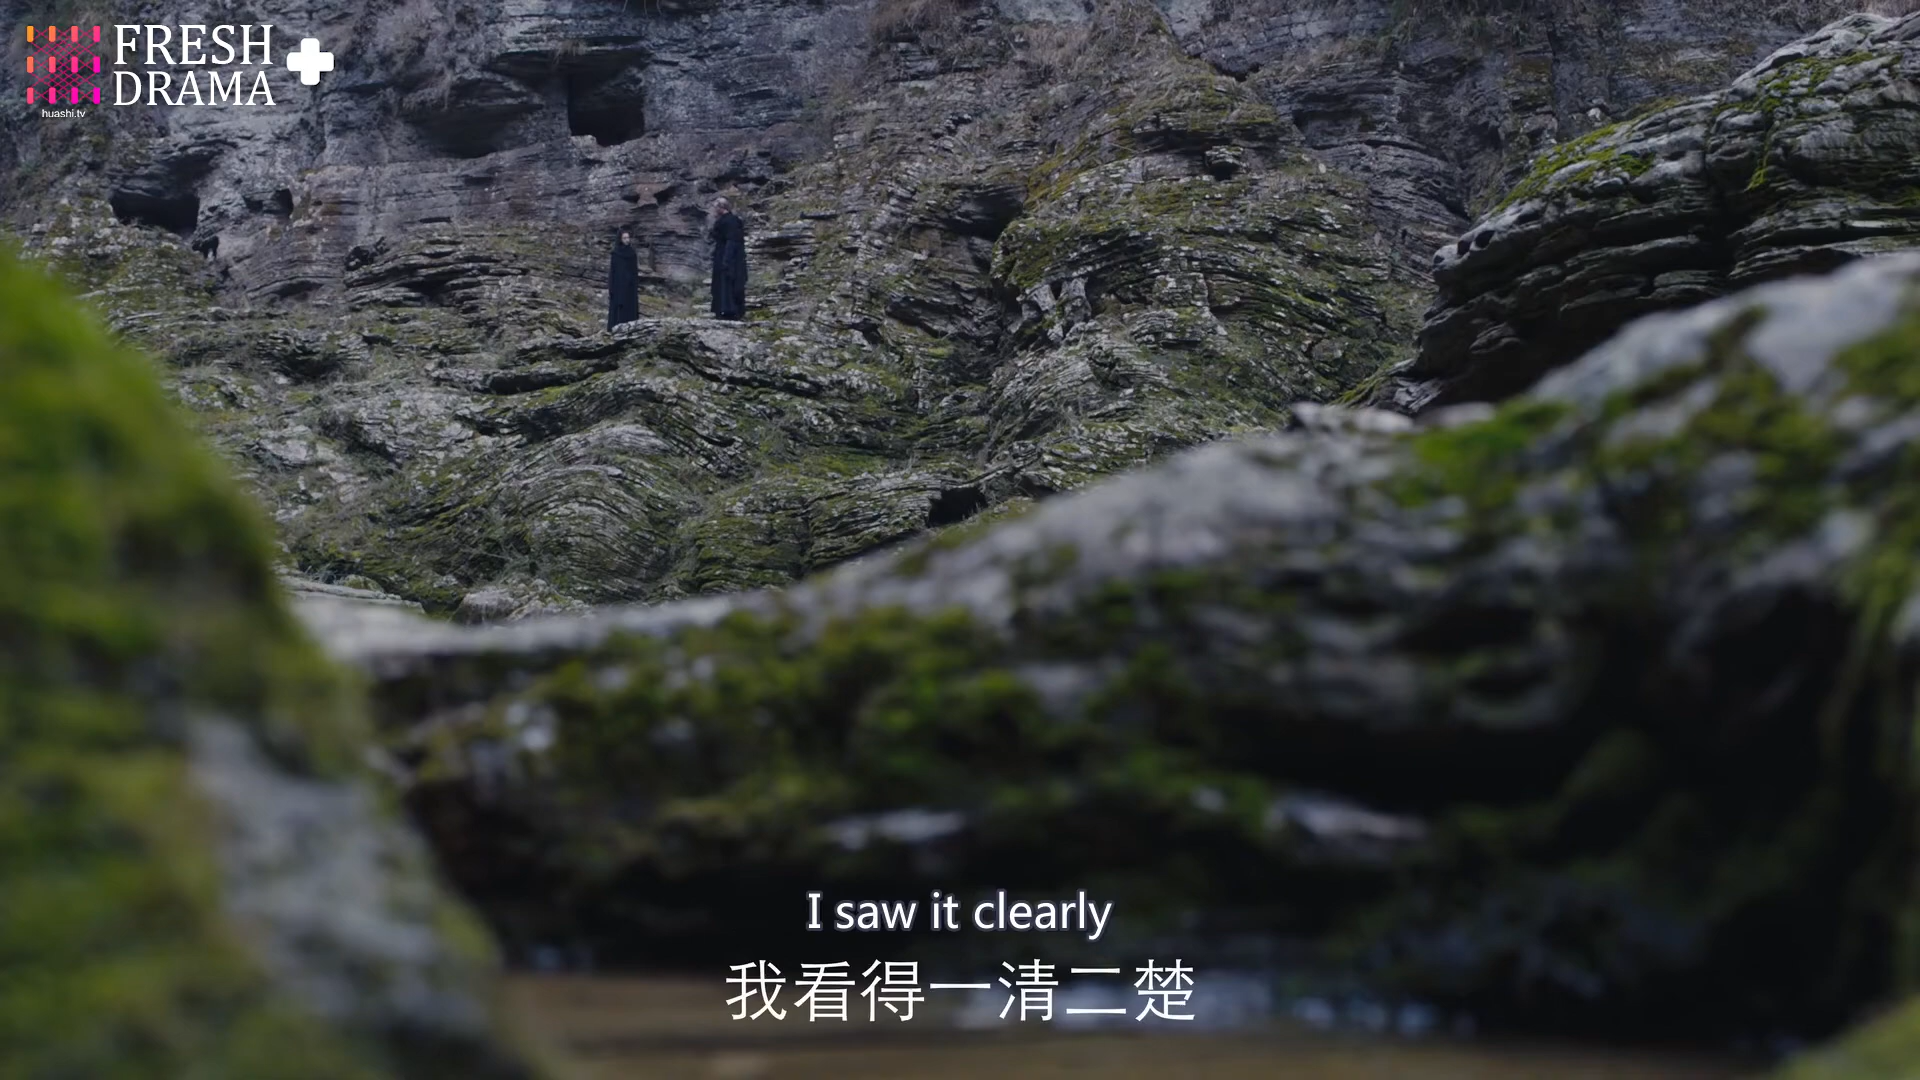 FRESH
DRAMA
huashi.tv
I saw it clearly
我看得一清二楚